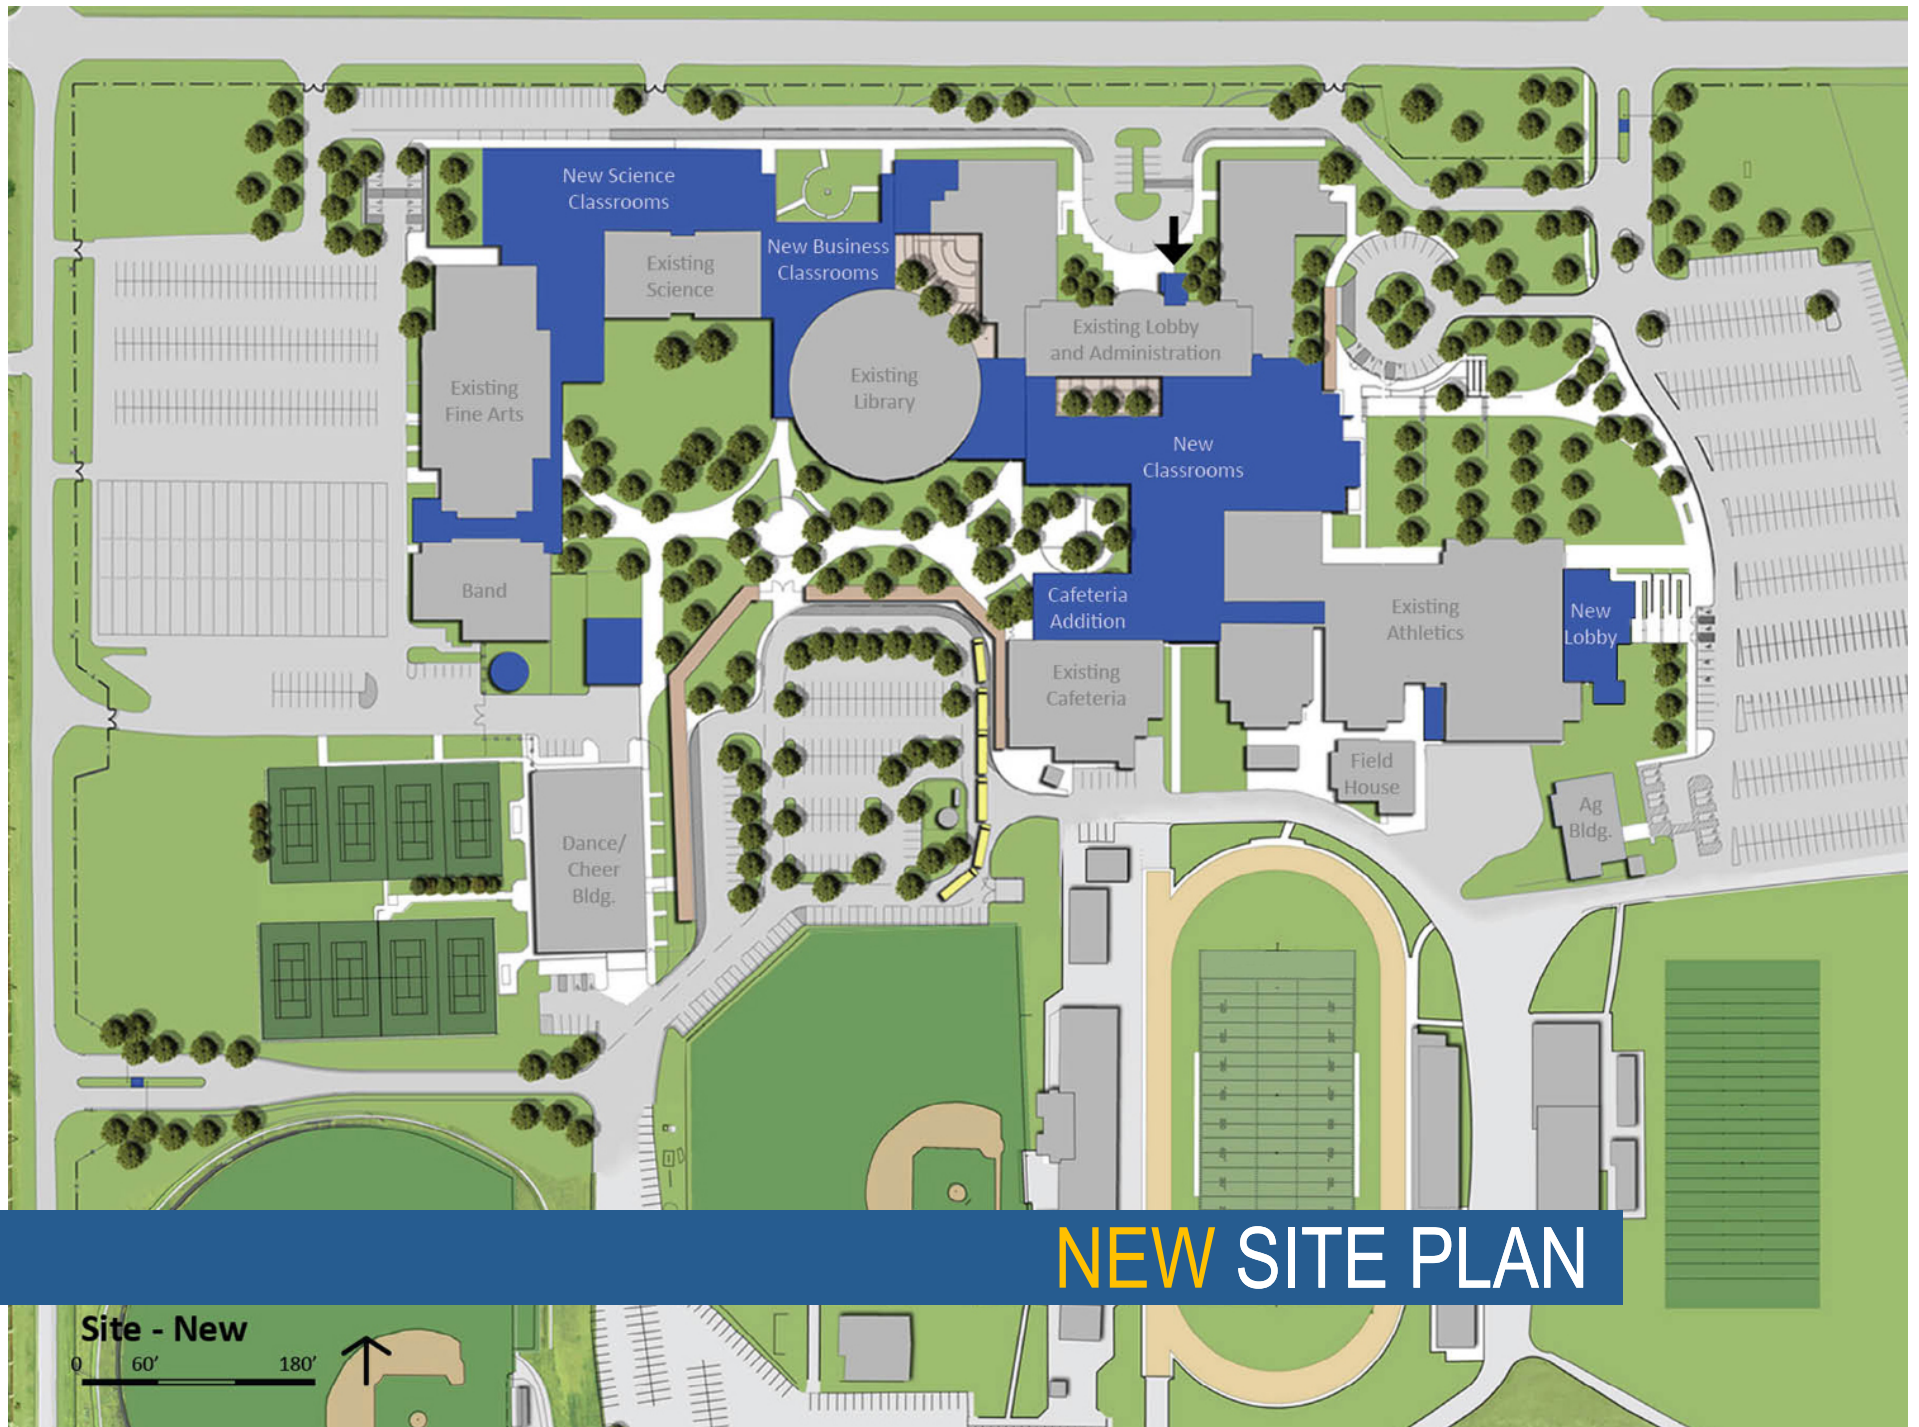 New Science
Classrooms
Existing
Science
New Business
Classrooms
Existing Lobby
and Administration
Existing
Library
Existing
Fine Arts
New
Classrooms
Band
Cafeteria
Addition
Existing
Athletics
New
Lobby
Existing
Cafeteria
Field
House
Ag
Bldg.
Dance/
Cheer
Bldg.
NEW SITE PLAN
Site - New
0 60’ 180’